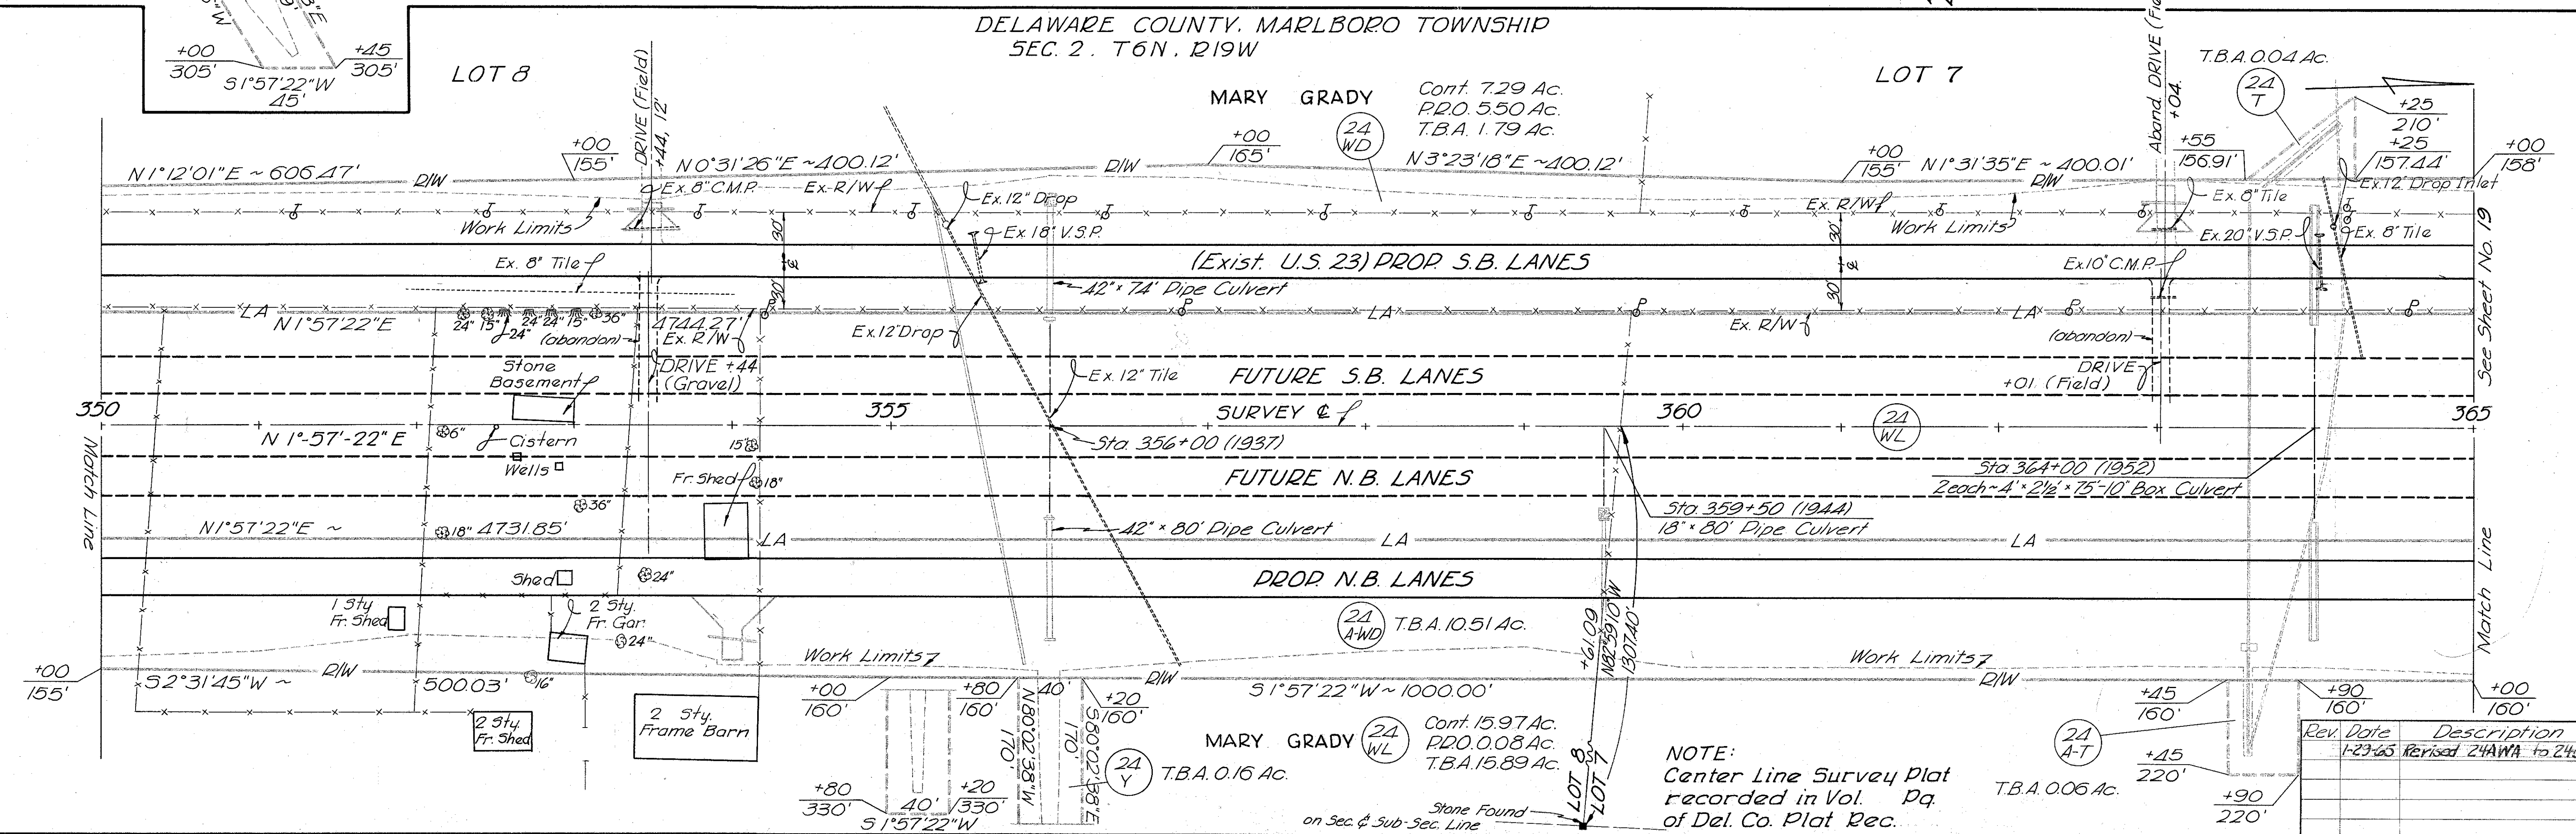 DELAWARE COUNTY, MARLBORO TOWNSHIP
SEC. 2. T6N. R19W
+00
305'
+45
305'
S1°57'22"W
45'
LOT 8
DRIVE (Field)
+44, 12'
MARY GRADY
24
WD
Cont. 7.29 Ac.
P.R.O. 5.50 Ac.
T.B.A. 1.79 Ac.
LOT 7
Aband. DRIVE
+04.
T.B.A. 0.04 Ac.
24
T
+25
210'
+00
155'
+00
165'
+00
155'
+55
156.91'
+25
157.44'
+00
158'
N1°12'01"E ~ 606.47'
R/W
N0°31'26"E ~ 400.12'
R/W
N3°23'18"E ~ 400.12'
N1°31'35"E ~ 400.01'
R/W
Ex. 8" C.M.P.
Ex. R/W
Ex. 12" Drop
Ex. R/W
Ex. 8" Tile
Ex. 12" Drop Inlet
Work Limits
Ex. 18" V.S.P.
Work Limits
Ex. 20" V.S.P.
Ex. 8" Tile
Ex. 8" Tile
30'
℄
30'
(Exist. U.S. 23) PROP. S.B. LANES
30'
℄
30'
Ex. 10" C.M.P.
42" x 74' Pipe Culvert
LA
N1°57'22"E
24" 15" 24" 24" 24" 15" 36"
4744.27'
Ex. R/W
Ex. 12" Drop
LA
Ex. R/W
LA
(abandon)
(abandon)
Stone
Basement
DRIVE +44
(Gravel)
Ex. 12" Tile
FUTURE S.B. LANES
DRIVE
+01. (Field)
See Sheet No. 19
350
355
SURVEY ℄
360
24
WL
365
Match Line
N 1°-57'-22" E
6"
Cistern
15"
Sta. 356+00 (1937)
Wells
Fr. Shed
18"
FUTURE N.B. LANES
Sta. 364+00 (1952)
2 each ~ 4' x 2½' x 75'-10" Box Culvert
36"
Sta. 359+50 (1944)
18" x 80' Pipe Culvert
N1°57'22"E ~
18"
4731.85'
LA
42" x 80' Pipe Culvert
LA
LA
Match Line
Shed
24"
PROP. N.B. LANES
1 Sty.
Fr. Shed
2 Sty.
Fr. Gar.
24"
24
A-WD
T.B.A. 10.51 Ac.
+61.09
N82°59'10"W
1307.40'
Work Limits
Work Limits
+00
155'
S2°31'45"W ~
R/W
500.03'
16"
+00
160'
+80
160'
40'
+20
160'
R/W
S1°57'22"W ~ 1000.00'
R/W
+45
160'
+90
160'
+00
160'
2 Sty.
Fr. Shed
2 Sty.
Frame Barn
N80°02'38"W
170'
S80°02'38"E
170'
MARY GRADY
24
WL
Cont. 15.97 Ac.
P.R.O. 0.08 Ac.
T.B.A. 15.89 Ac.
24
Y
T.B.A. 0.16 Ac.
+80
330'
40'
+20
330'
S1°57'22"W
LOT 8
LOT 7
Stone Found
on Sec. & Sub-Sec. Line
NOTE:
Center Line Survey Plat
recorded in Vol. Pg.
of Del. Co. Plat Rec.
24
A-T
T.B.A. 0.06 Ac.
+45
220'
+90
220'
Rev. Date Description
1-29-65 Revised 24AWA to